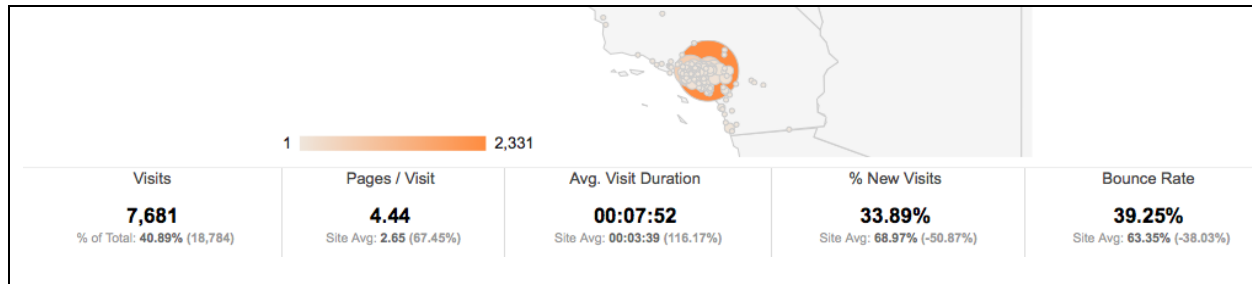 1 2,331
Visits
7,681
% of Total: 40.89% (18,784)
Pages / Visit
4.44
Site Avg: 2.65 (67.45%)
Avg. Visit Duration
00:07:52
Site Avg: 00:03:39 (116.17%)
% New Visits
33.89%
Site Avg: 68.97% (-50.87%)
Bounce Rate
39.25%
Site Avg: 63.35% (-38.03%)